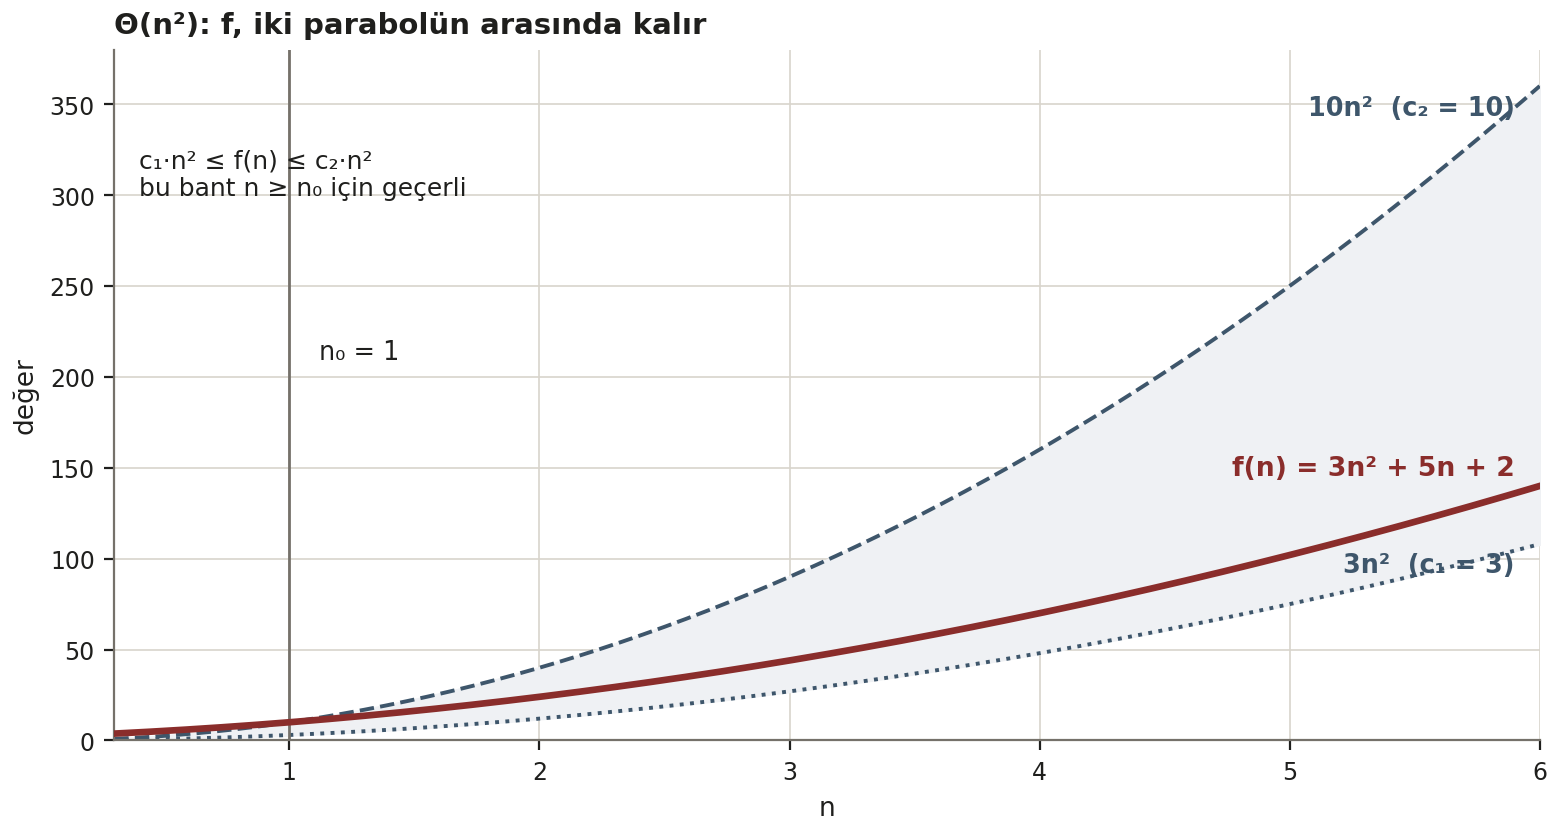 Θ(n²): f, iki parabolün arasında kalır
350
300
250
200
150
100
50
0
değer
c₁·n² ≤ f(n) ≤ c₂·n²
bu bant n ≥ n₀ için geçerli
n₀ = 1
10n² (c₂ = 10)
f(n) = 3n² + 5n + 2
3n² (c₁ = 3)
1 2 3 4 5 6
n